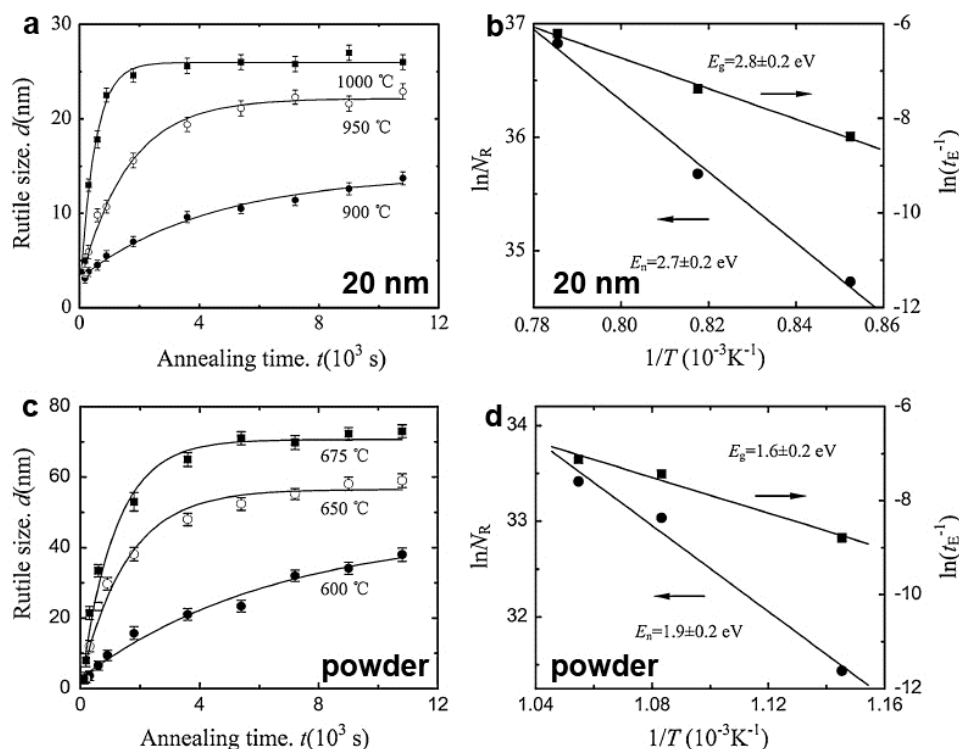 a
30
20
10
0
Rutile size. d(nm)
1000 ℃
950 ℃
900 ℃
20 nm
0
4
8
12
Annealing time. t(10³ s)
b
37
36
35
lnN_R
-6
-8
-10
-12
ln(t_E⁻¹)
E_g=2.8±0.2 eV
E_n=2.7±0.2 eV
20 nm
0.78
0.80
0.82
0.84
0.86
1/T (10⁻³K⁻¹)
c
80
60
40
20
0
Rutile size. d(nm)
675 ℃
650 ℃
600 ℃
powder
0
4
8
12
Annealing time. t(10³ s)
d
34
33
32
lnN_R
-6
-8
-10
-12
ln(t_E⁻¹)
E_g=1.6±0.2 eV
E_n=1.9±0.2 eV
powder
1.04
1.08
1.12
1.16
1/T (10⁻³K⁻¹)